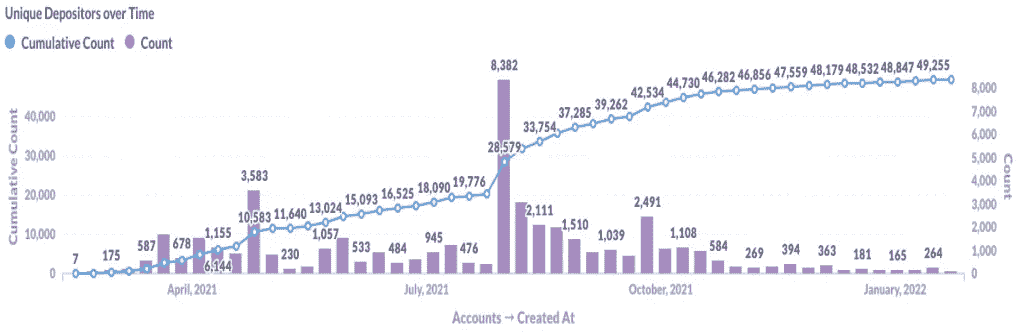 Unique Depositors over Time
Cumulative Count Count
8,382
42,534 44,730 46,282 46,856 47,559 48,179 48,532 48,847 49,255
8,000
7,000
6,000
5,000
4,000
3,000
2,000
1,000
0
Count
Cumulative Count
40,000
30,000
20,000
10,000
0
28,579 33,754 37,285 39,262
3,583
10,583 11,640 13,024 15,093 16,525 18,090 19,776
7 175 587 678 1,155 6,144 230 1,057 533 484 945 476 2,111 1,510 1,039 2,491 1,108 584 269 394 363 181 165 264
April, 2021 July, 2021 October, 2021 January, 2022
Accounts → Created At